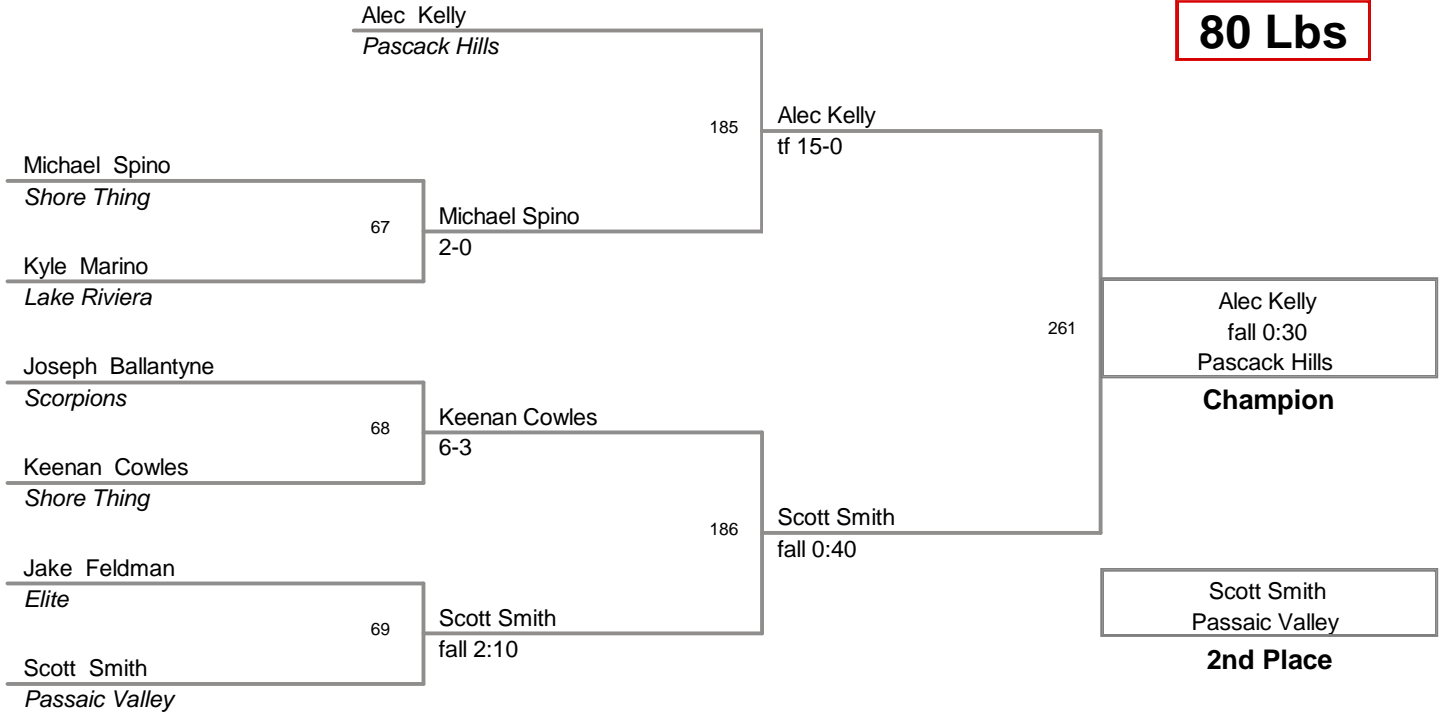 Alec Kelly
Pascack Hills
80 Lbs
185
Alec Kelly
tf 15-0
Michael Spino
Shore Thing
67
Michael Spino
2-0
Kyle Marino
Lake Riviera
261
Alec Kelly
fall 0:30
Pascack Hills
Champion
Joseph Ballantyne
Scorpions
68
Keenan Cowles
6-3
Keenan Cowles
Shore Thing
186
Scott Smith
fall 0:40
Jake Feldman
Elite
69
Scott Smith
fall 2:10
Scott Smith
Passaic Valley
Scott Smith
Passaic Valley
2nd Place